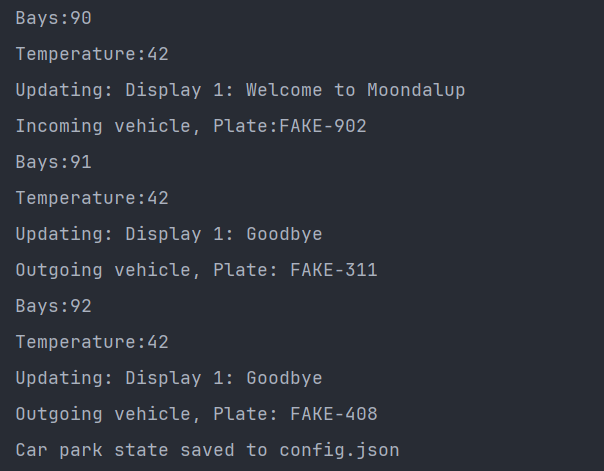 Bays:90
Temperature:42
Updating: Display 1: Welcome to Moondalup
Incoming vehicle, Plate:FAKE-902
Bays:91
Temperature:42
Updating: Display 1: Goodbye
Outgoing vehicle, Plate: FAKE-311
Bays:92
Temperature:42
Updating: Display 1: Goodbye
Outgoing vehicle, Plate: FAKE-408
Car park state saved to config.json